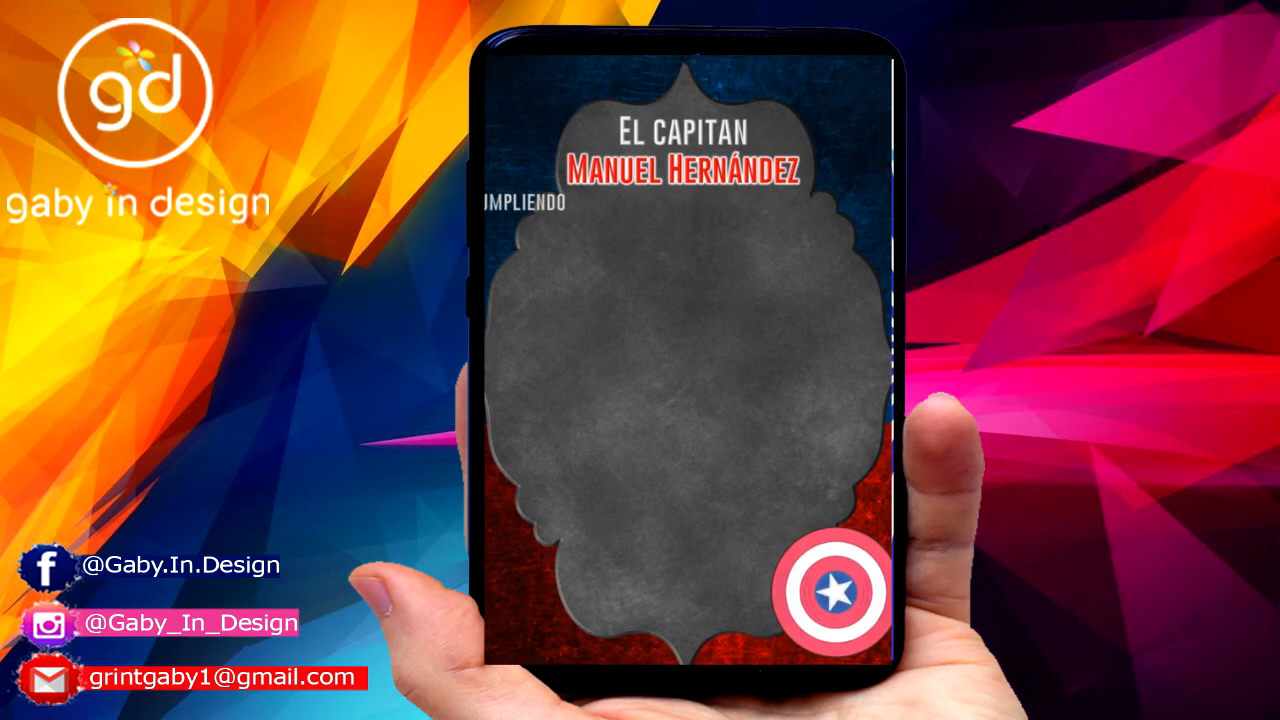 gd
gaby in design
El capitan
Manuel Hernández
umpliendo
@Gaby.In.Design
@Gaby_In_Design
grintgaby1@gmail.com